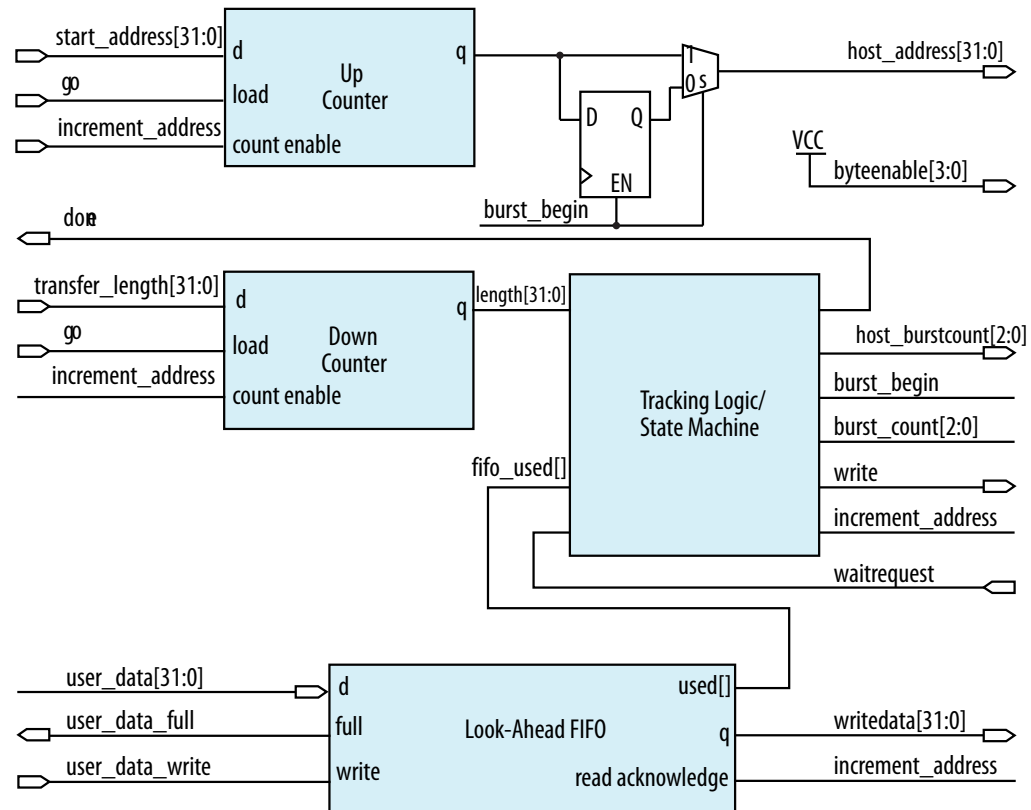 start_address[31:0]
go
increment_address
d
load
count enable
q
Up
Counter
1
0
s
D
Q
EN
burst_begin
host_address[31:0]
VCC
byteenable[3:0]
done
transfer_length[31:0]
go
increment_address
d
load
count enable
q
Down
Counter
length[31:0]
fifo_used[]
Tracking Logic/
State Machine
host_burstcount[2:0]
burst_begin
burst_count[2:0]
write
increment_address
waitrequest
user_data[31:0]
user_data_full
user_data_write
d
full
write
Look-Ahead FIFO
used[]
q
read acknowledge
writedata[31:0]
increment_address